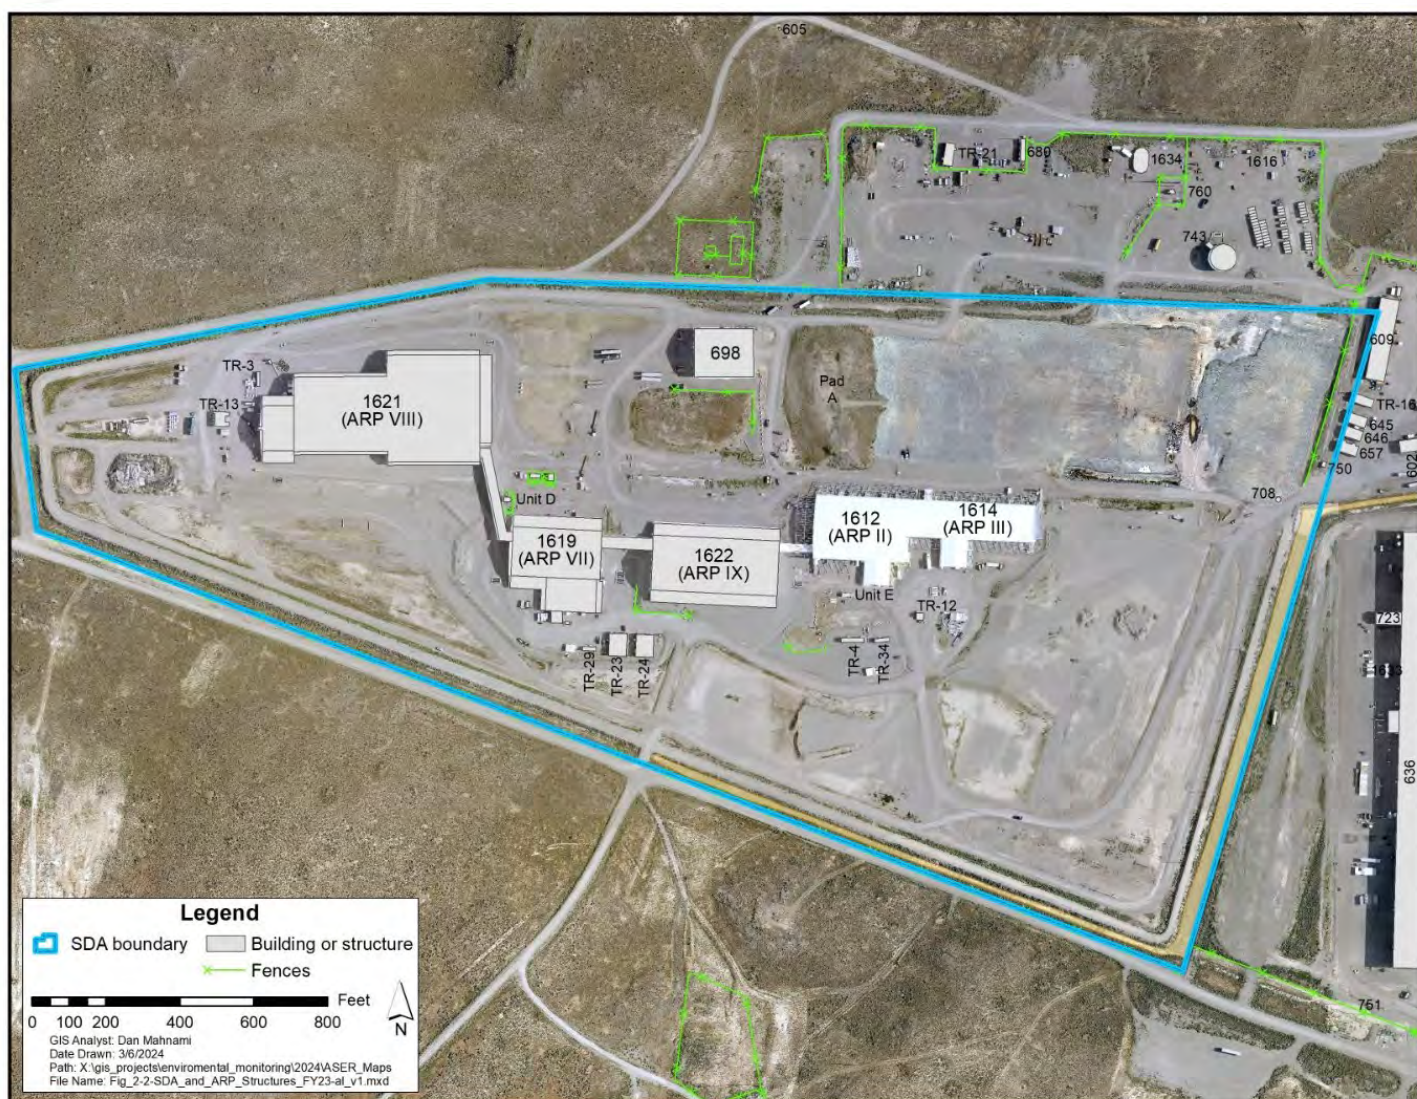 605
TR-21
680
1634
1616
760
743
609
TR-3
TR-13
1621
(ARP VIII)
698
Pad
A
645
646
657
602
750
708
Unit D
1619
(ARP VII)
1622
(ARP IX)
1612
(ARP II)
1614
(ARP III)
Unit E
TR-12
TR-29
TR-23
TR-24
TR-4
TR-34
723
1633
636
751
Legend
SDA boundary
Building or structure
Fences
Feet
0 100 200 400 600 800
N
GIS Analyst: Dan Mahnami
Date Drawn: 3/6/2024
Path: X:\gis_projects\enviromental_monitoring\2024\ASER_Maps
File Name: Fig_2-2-SDA_and_ARP_Structures_FY23-al_v1.mxd